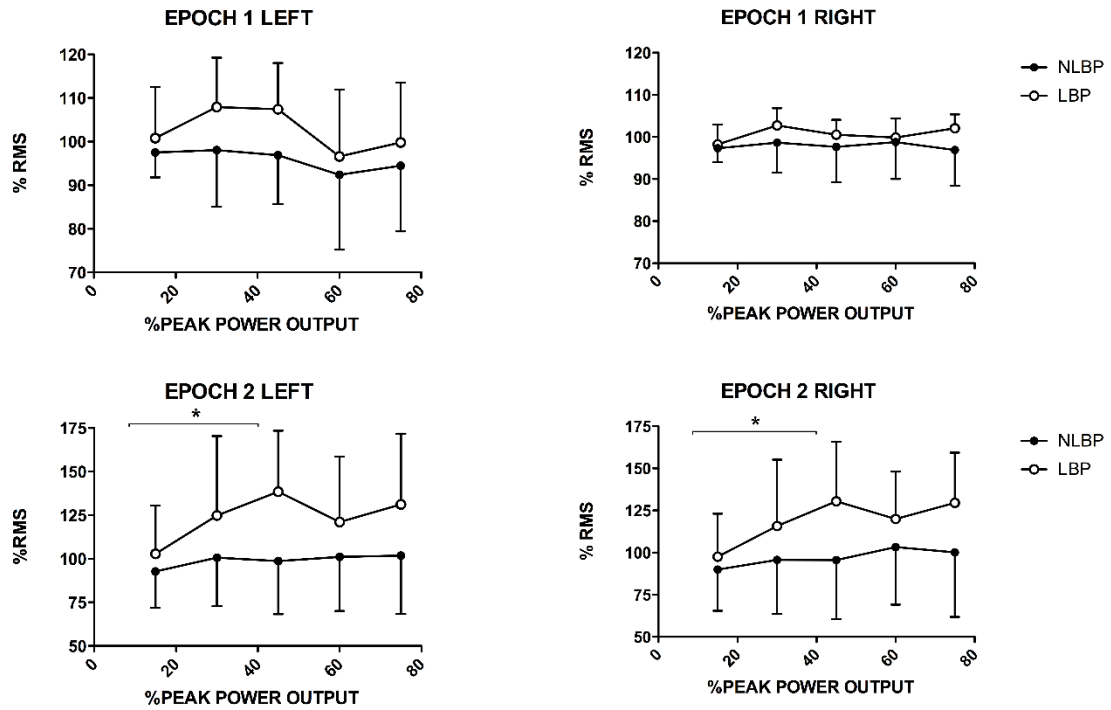 EPOCH 1 LEFT
120
110
100
90
80
70
% RMS
0
20
40
60
80
%PEAK POWER OUTPUT
EPOCH 1 RIGHT
120
110
100
90
80
70
% RMS
0
20
40
60
80
%PEAK POWER OUTPUT
NLBP
LBP
EPOCH 2 LEFT
*
175
150
125
100
75
50
%RMS
0
20
40
60
80
%PEAK POWER OUTPUT
EPOCH 2 RIGHT
*
175
150
125
100
75
50
% RMS
0
20
40
60
80
%PEAK POWER OUTPUT
NLBP
LBP